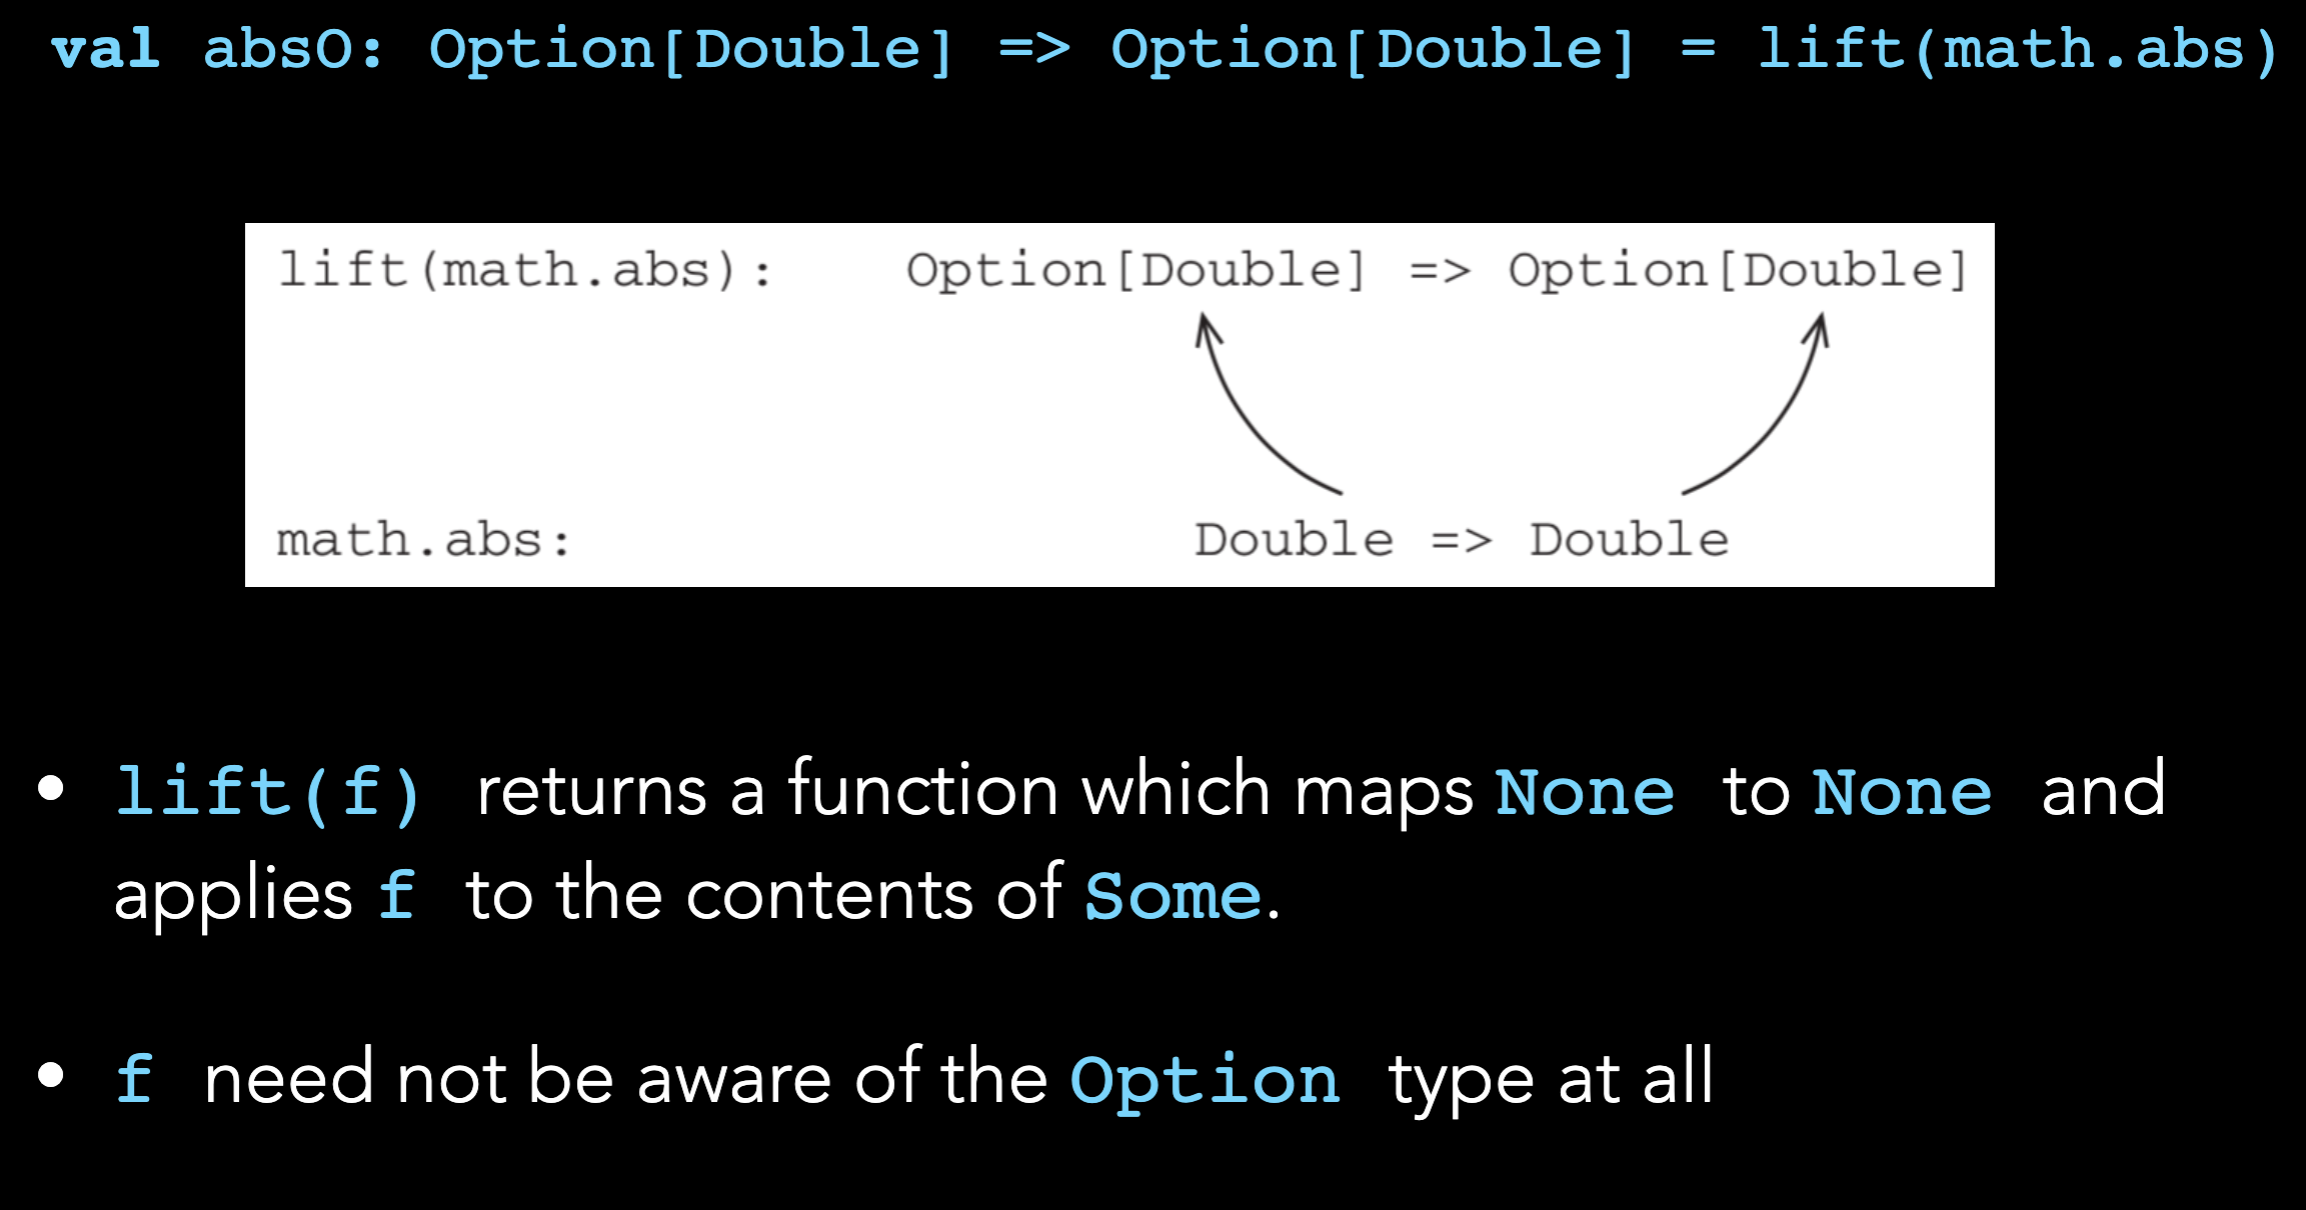 val absO: Option[Double] => Option[Double] = lift(math.abs)
lift(math.abs): Option[Double] => Option[Double]
math.abs: Double => Double
• lift(f) returns a function which maps None to None and
applies f to the contents of Some.
• f need not be aware of the Option type at all